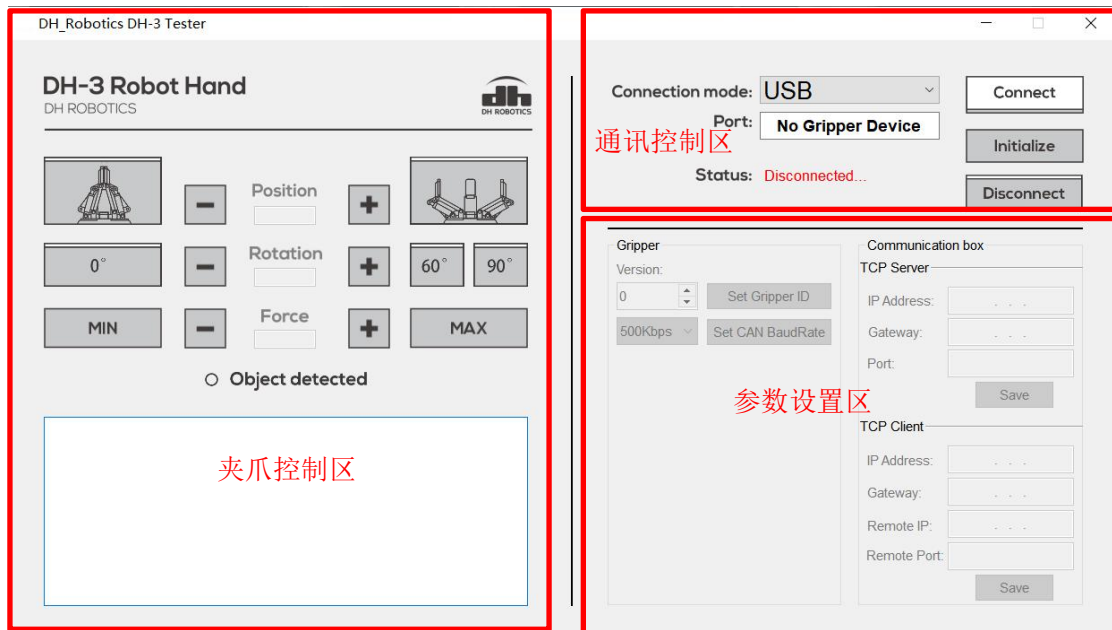 DH_Robotics DH-3 Tester
DH-3 Robot Hand
DH ROBOTICS
dh
DH ROBOTICS
Position
0°
Rotation
60°
90°
MIN
Force
MAX
Object detected
夹爪控制区
Connection mode:
USB
Connect
Port:
No Gripper Device
通讯控制区
Initialize
Status:
Disconnected...
Disconnect
Gripper
Version:
0
Set Gripper ID
500Kbps
Set CAN BaudRate
参数设置区
Communication box
TCP Server
IP Address:
Gateway:
Port:
Save
TCP Client
IP Address:
Gateway:
Remote IP:
Remote Port:
Save